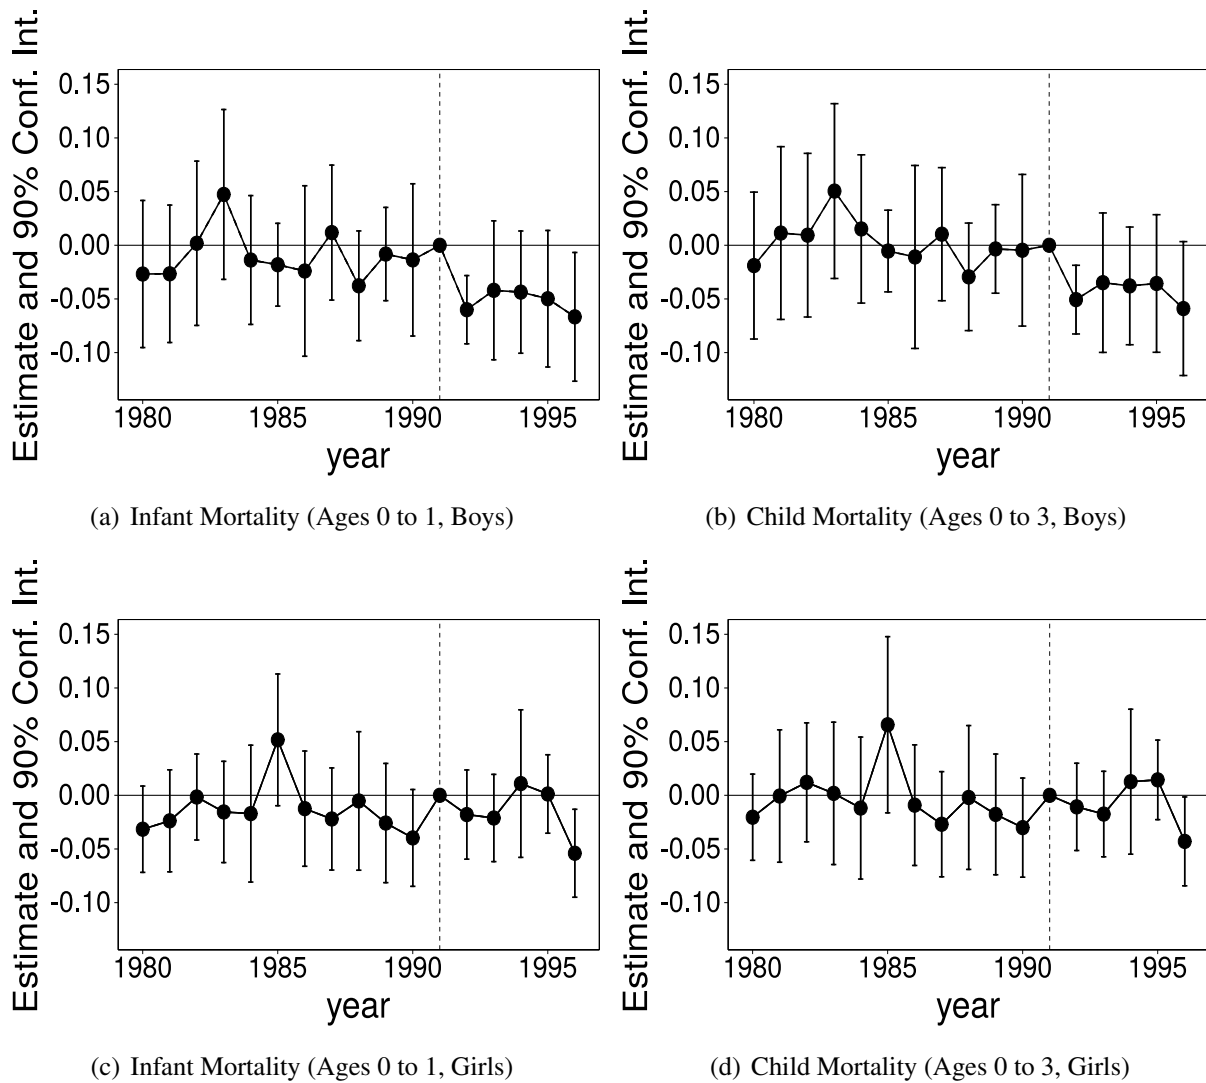 Estimate and 90% Conf. Int.
0.15
0.10
0.05
0.00
-0.05
-0.10
1980 1985 1990 1995
year
(a) Infant Mortality (Ages 0 to 1, Boys)
Estimate and 90% Conf. Int.
0.15
0.10
0.05
0.00
-0.05
-0.10
1980 1985 1990 1995
year
(b) Child Mortality (Ages 0 to 3, Boys)
Estimate and 90% Conf. Int.
0.15
0.10
0.05
0.00
-0.05
-0.10
1980 1985 1990 1995
year
(c) Infant Mortality (Ages 0 to 1, Girls)
Estimate and 90% Conf. Int.
0.15
0.10
0.05
0.00
-0.05
-0.10
1980 1985 1990 1995
year
(d) Child Mortality (Ages 0 to 3, Girls)